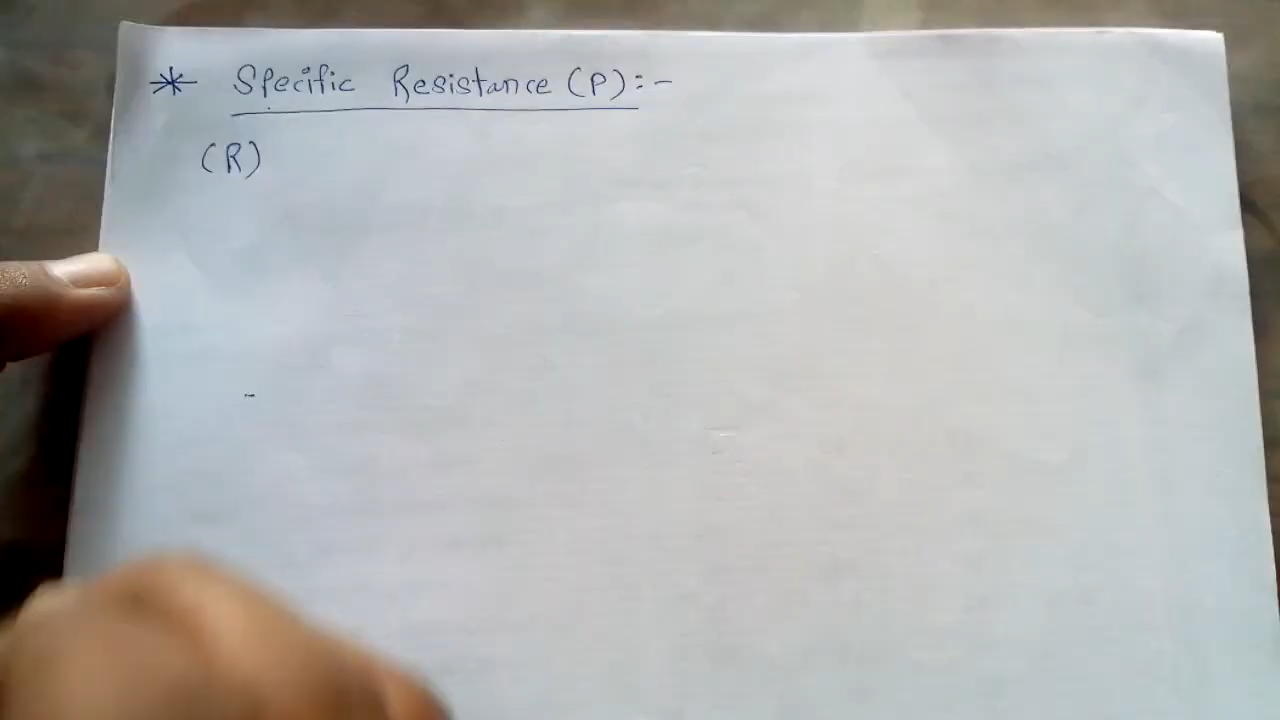 * Specific Resistance (ρ):-
(R)